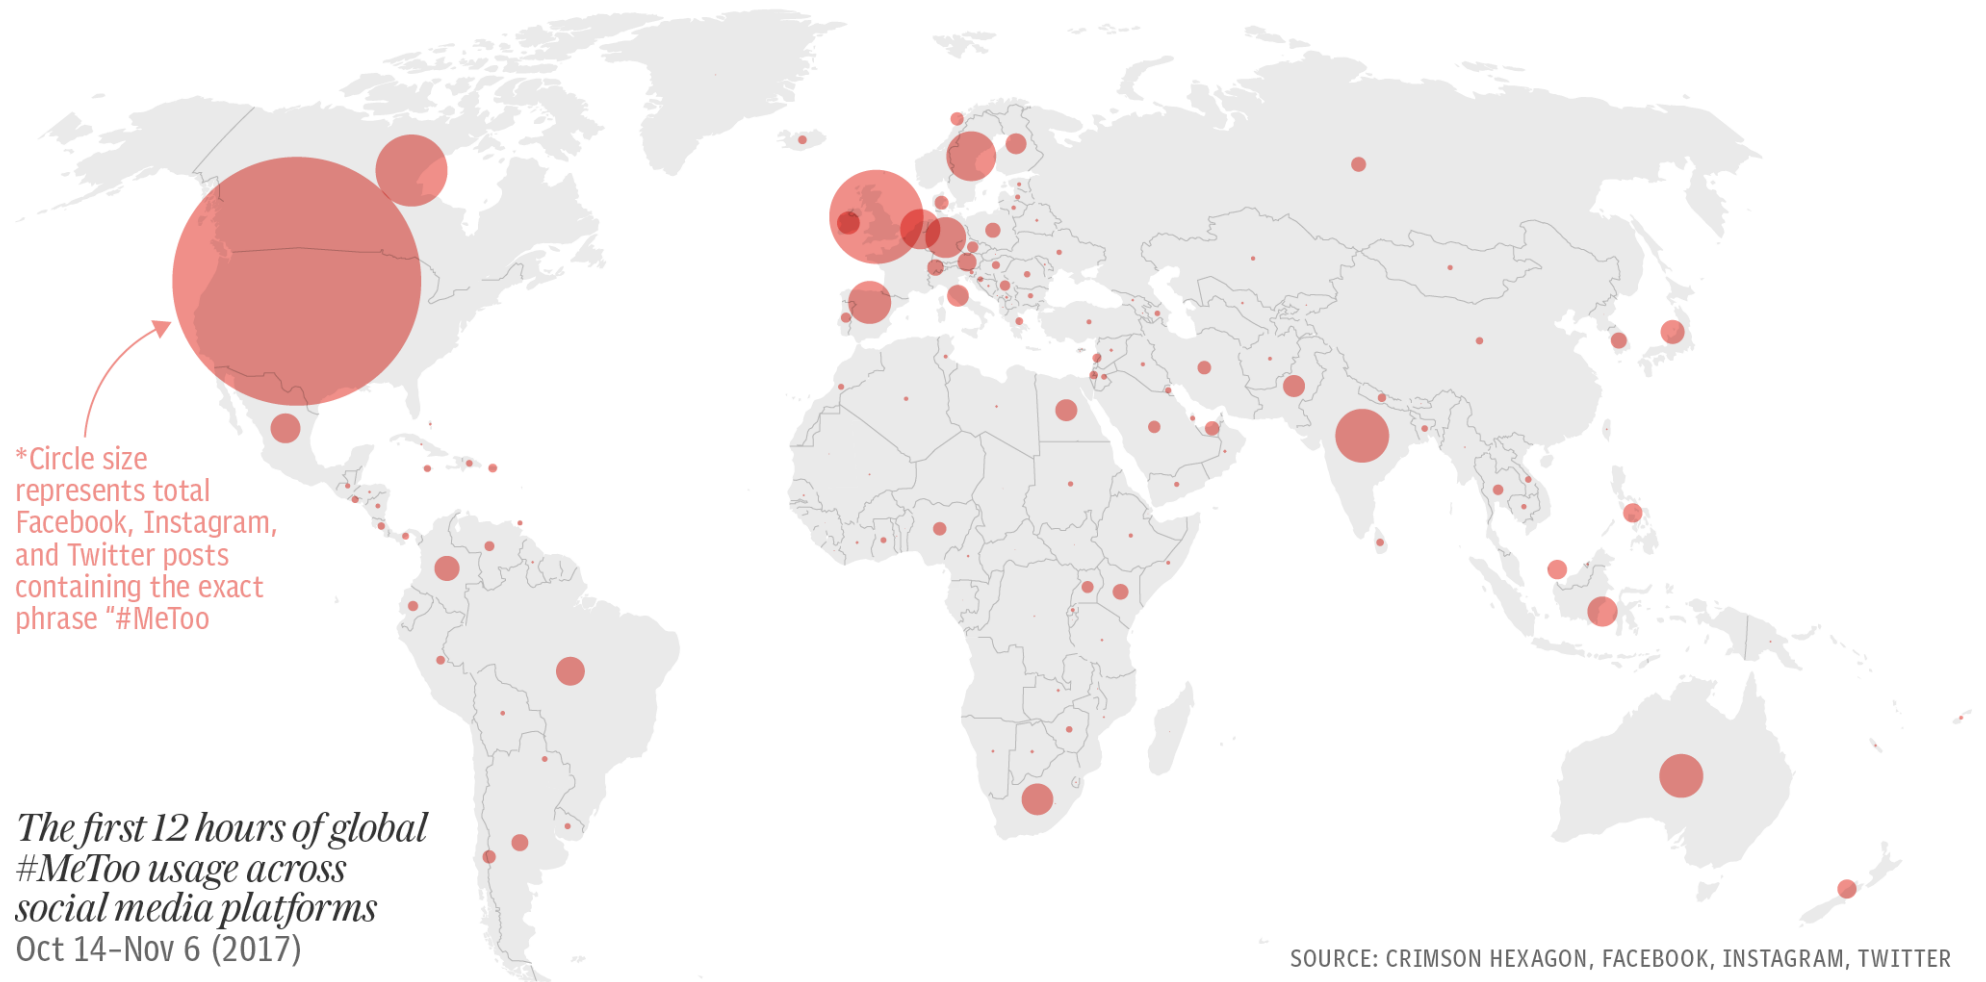 *Circle size
represents total
Facebook, Instagram,
and Twitter posts
containing the exact
phrase “#MeToo
The first 12 hours of global
#MeToo usage across
social media platforms
Oct 14–Nov 6 (2017)
SOURCE: CRIMSON HEXAGON, FACEBOOK, INSTAGRAM, TWITTER